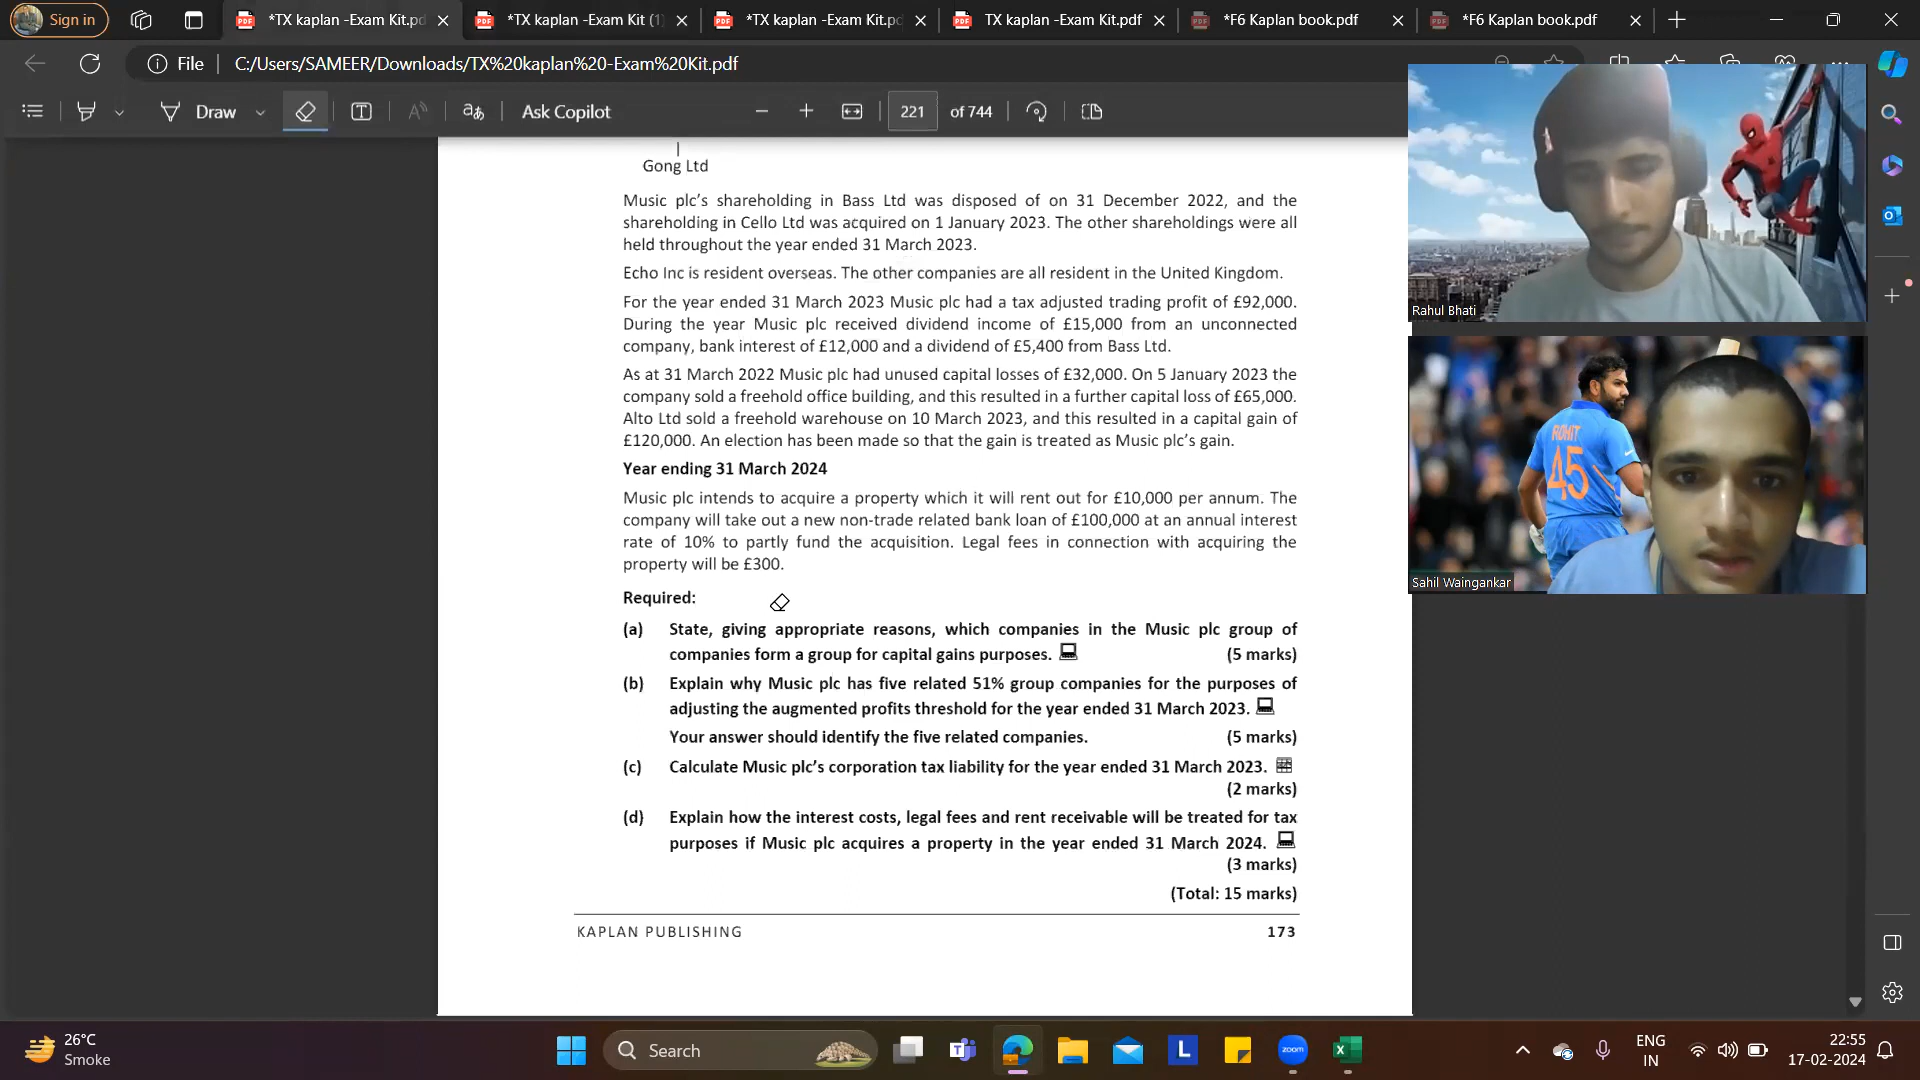 Sign in
*TX kaplan -Exam Kit.pd
*TX kaplan -Exam Kit (1)
*TX kaplan -Exam Kit.pd
TX kaplan -Exam Kit.pdf
*F6 Kaplan book.pdf
*F6 Kaplan book.pdf
File
C:/Users/SAMEER/Downloads/TX%20kaplan%20-Exam%20Kit.pdf
Draw
Ask Copilot
221 of 744
Gong Ltd
Music plc's shareholding in Bass Ltd was disposed of on 31 December 2022, and the
shareholding in Cello Ltd was acquired on 1 January 2023. The other shareholdings were all
held throughout the year ended 31 March 2023.
Echo Inc is resident overseas. The other companies are all resident in the United Kingdom.
For the year ended 31 March 2023 Music plc had a tax adjusted trading profit of £92,000.
During the year Music plc received dividend income of £15,000 from an unconnected
company, bank interest of £12,000 and a dividend of £5,400 from Bass Ltd.
As at 31 March 2022 Music plc had unused capital losses of £32,000. On 5 January 2023 the
company sold a freehold office building, and this resulted in a further capital loss of £65,000.
Alto Ltd sold a freehold warehouse on 10 March 2023, and this resulted in a capital gain of
£120,000. An election has been made so that the gain is treated as Music plc's gain.
Year ending 31 March 2024
Music plc intends to acquire a property which it will rent out for £10,000 per annum. The
company will take out a new non-trade related bank loan of £100,000 at an annual interest
rate of 10% to partly fund the acquisition. Legal fees in connection with acquiring the
property will be £300.
Required:
(a) State, giving appropriate reasons, which companies in the Music plc group of
companies form a group for capital gains purposes. (5 marks)
(b) Explain why Music plc has five related 51% group companies for the purposes of
adjusting the augmented profits threshold for the year ended 31 March 2023.
Your answer should identify the five related companies. (5 marks)
(c) Calculate Music plc's corporation tax liability for the year ended 31 March 2023.
(2 marks)
(d) Explain how the interest costs, legal fees and rent receivable will be treated for tax
purposes if Music plc acquires a property in the year ended 31 March 2024.
(3 marks)
(Total: 15 marks)
KAPLAN PUBLISHING 173
Rahul Bhati
ROHIT
45
Sahil Waingankar
26°C
Smoke
Search
L
zoom
ENG
IN
22:55
17-02-2024